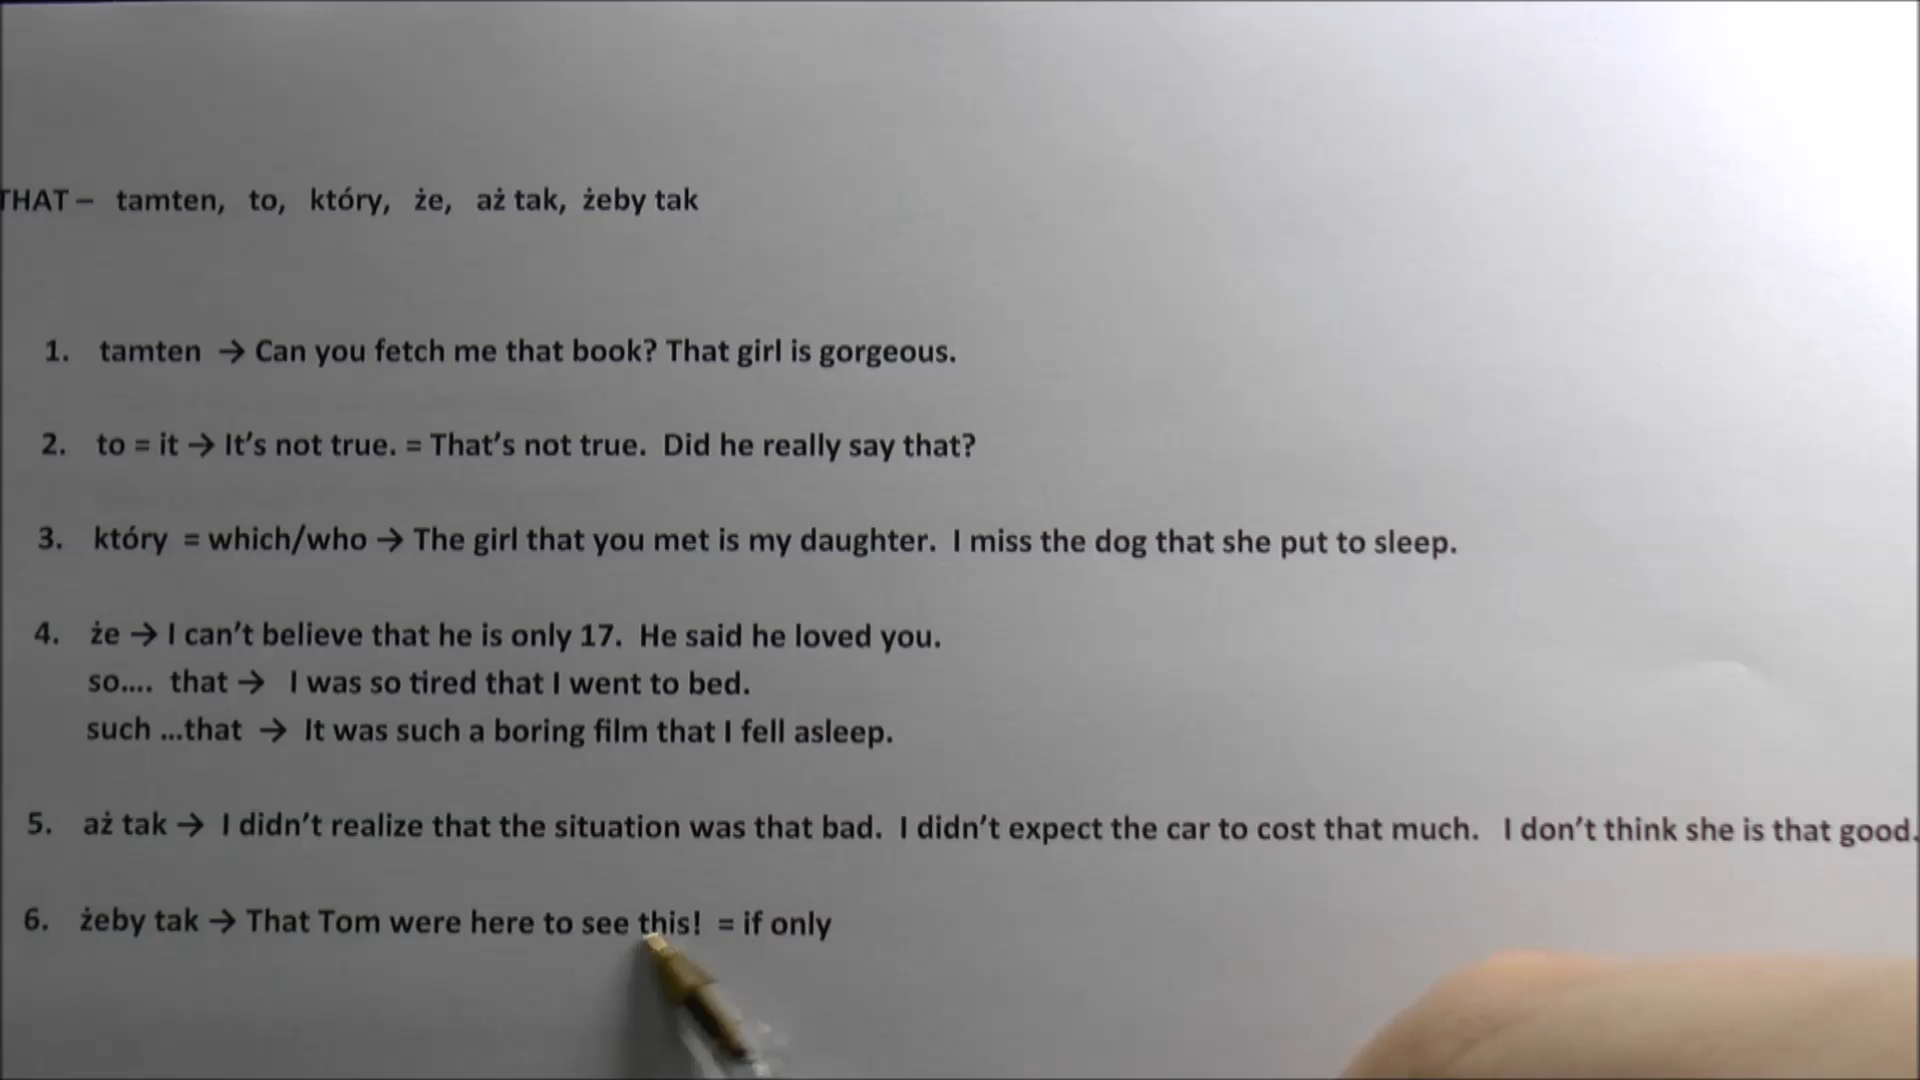 THAT – tamten, to, który, że, aż tak, żeby tak
1. tamten → Can you fetch me that book? That girl is gorgeous.
2. to = it → It's not true. = That's not true. Did he really say that?
3. który = which/who → The girl that you met is my daughter. I miss the dog that she put to sleep.
4. że → I can't believe that he is only 17. He said he loved you.
so.... that → I was so tired that I went to bed.
such ...that → It was such a boring film that I fell asleep.
5. aż tak → I didn't realize that the situation was that bad. I didn't expect the car to cost that much. I don't think she is that good.
6. żeby tak → That Tom were here to see this! = if only